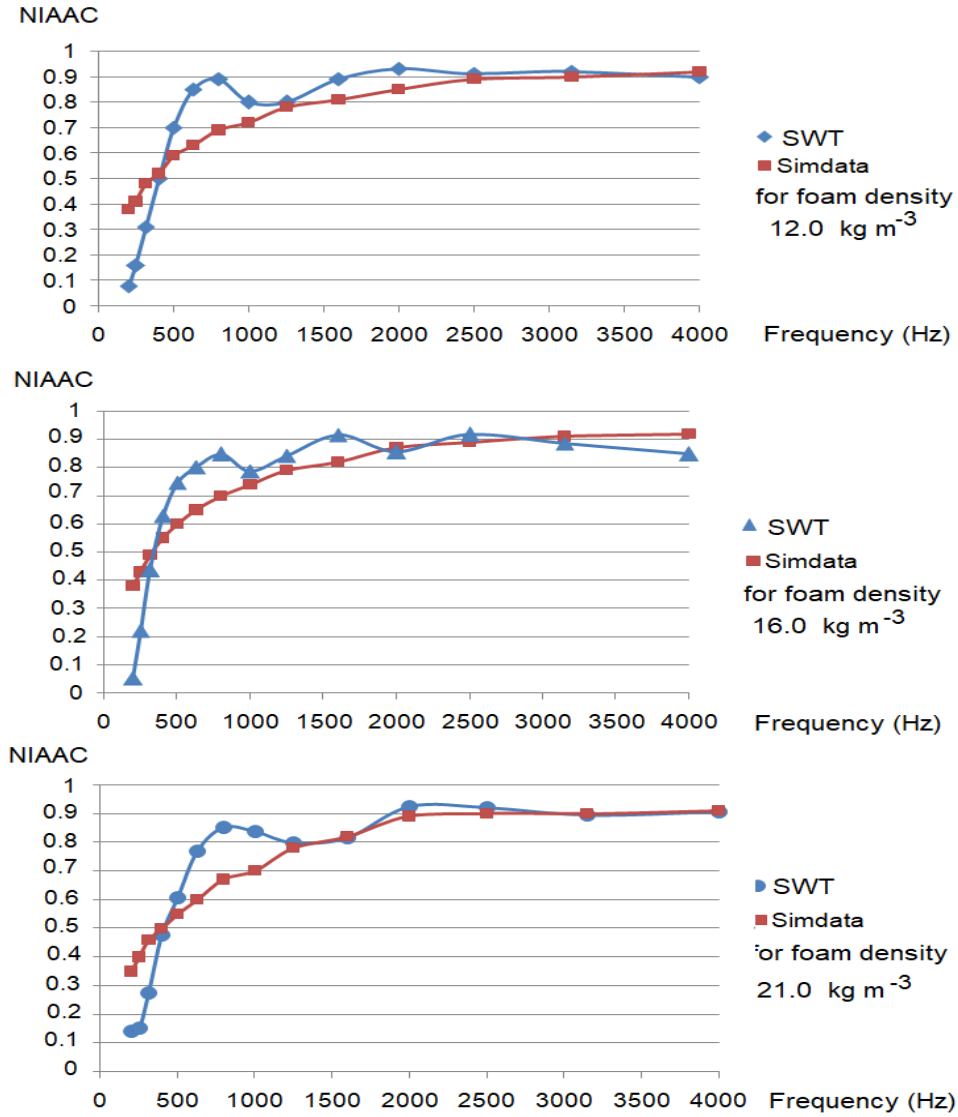 NIAAC
1
0.9
0.8
0.7
0.6
0.5
0.4
0.3
0.2
0.1
0
0 500 1000 1500 2000 2500 3000 3500 4000 Frequency (Hz)
SWT
Simdata
for foam density
12.0 kg m⁻³
NIAAC
1
0.9
0.8
0.7
0.6
0.5
0.4
0.3
0.2
0.1
0
0 500 1000 1500 2000 2500 3000 3500 4000 Frequency (Hz)
SWT
Simdata
for foam density
16.0 kg m⁻³
NIAAC
1
0.9
0.8
0.7
0.6
0.5
0.4
0.3
0.2
0.1
0
0 500 1000 1500 2000 2500 3000 3500 4000 Frequency (Hz)
SWT
Simdata
for foam density
21.0 kg m⁻³